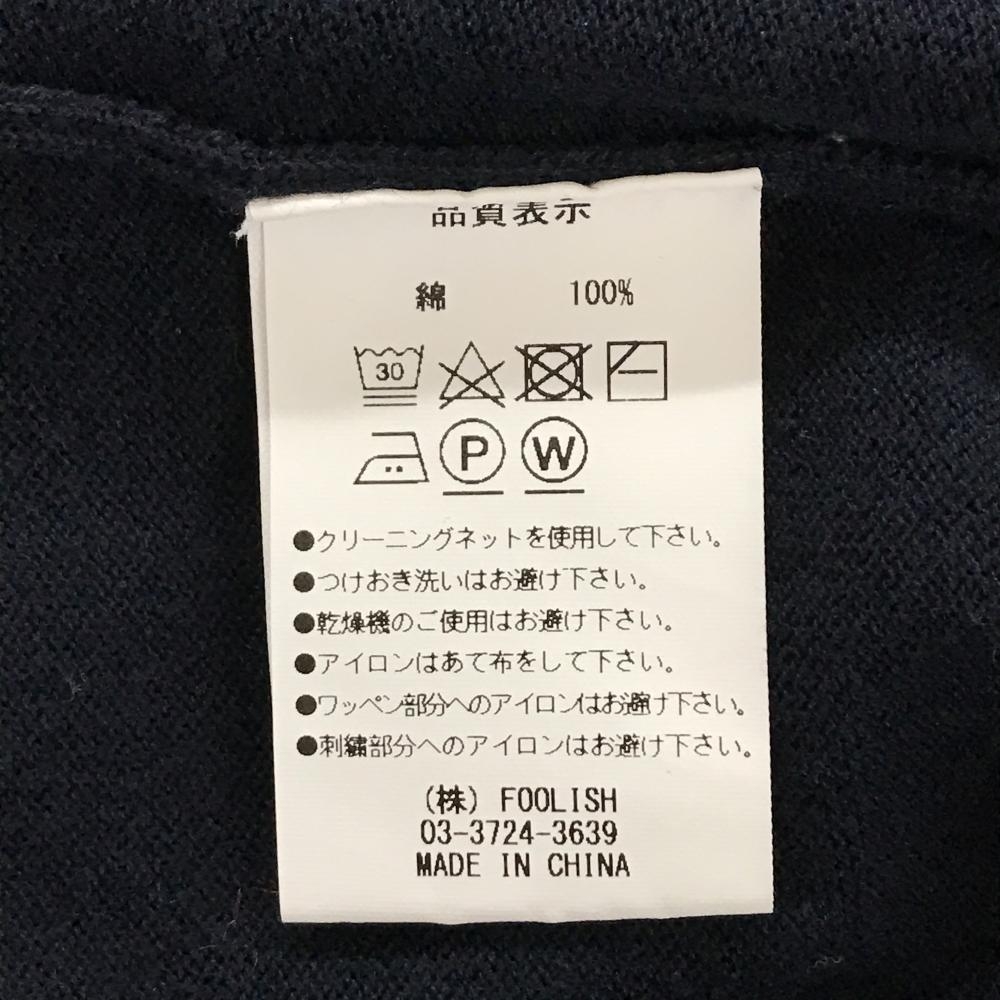 品質表示
綿 100%
30
P W
●クリーニングネットを使用して下さい。
●つけおき洗いはお避け下さい。
●乾燥機のご使用はお避け下さい。
●アイロンはあて布をして下さい。
●ワッペン部分へのアイロンはお避け下さい。
●刺繍部分へのアイロンはお避け下さい。
(株) FOOLISH
03-3724-3639
MADE IN CHINA